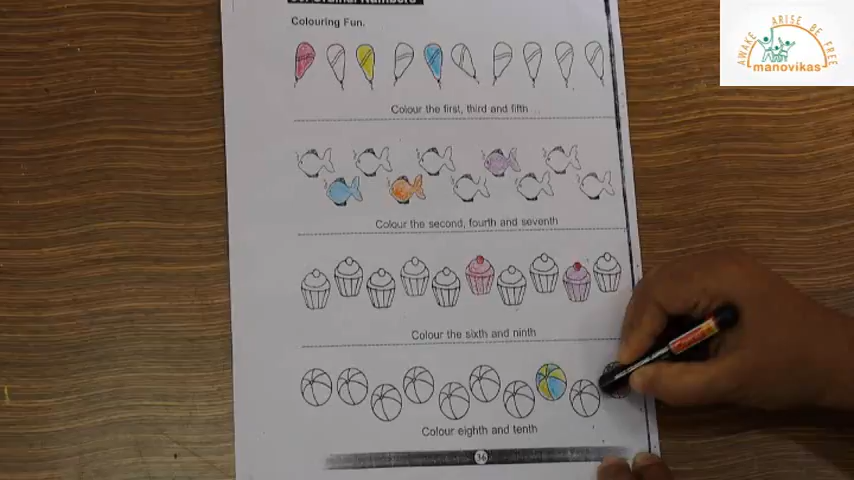 AWAKE ARISE BE FREE
manovikas
Colouring Fun.
Colour the first, third and fifth
Colour the second, fourth and seventh
Colour the sixth and ninth
Colour eighth and tenth
36